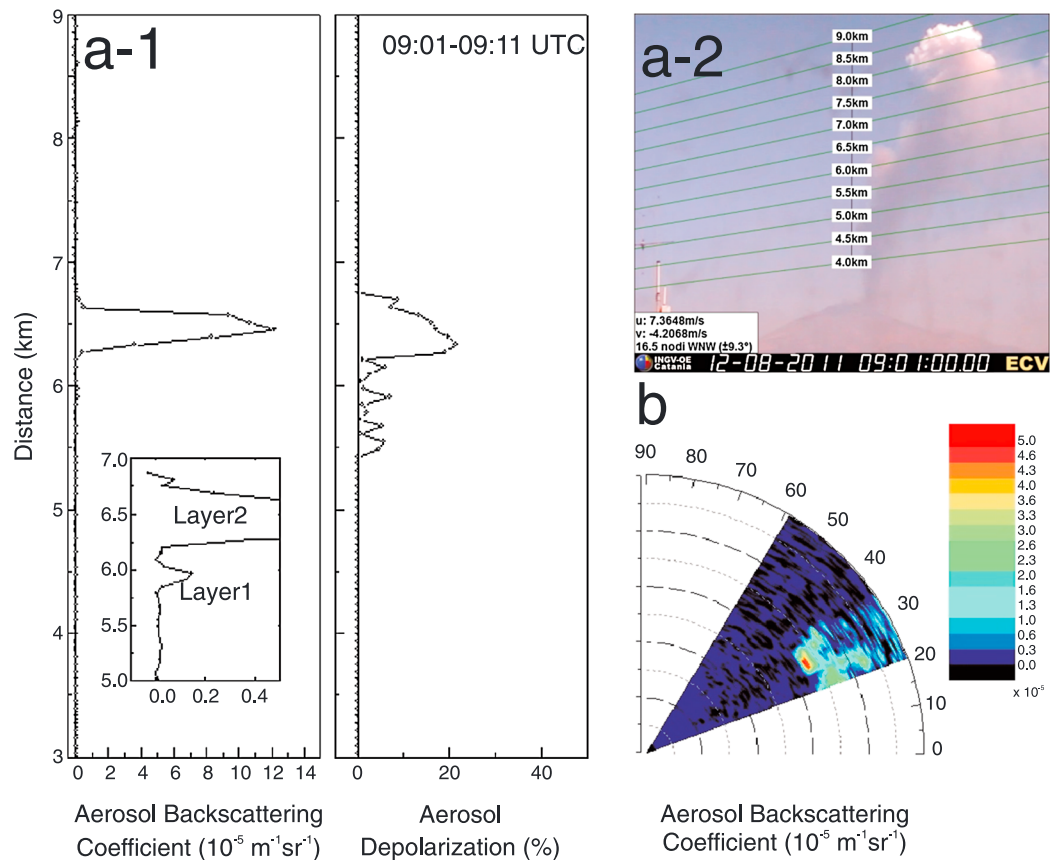 a-1
09:01-09:11 UTC
9
8
7
6
5
4
3
Distance (km)
7.0
6.5
6.0
5.5
5.0
Layer2
Layer1
0.0 0.2 0.4
0 2 4 6 8 10 12 14
0 20 40
Aerosol Backscattering
Coefficient (10⁻⁵ m⁻¹sr⁻¹)
Aerosol
Depolarization (%)
a-2
9.0km
8.5km
8.0km
7.5km
7.0km
6.5km
6.0km
5.5km
5.0km
4.5km
4.0km
u: 7.3648m/s
v: -4.2068m/s
16.5 nodi WNW (±9.3°)
INGV-OE
Catania
12-08-2011 09:01:00.00 ECV
b
90
80
70
60
50
40
30
20
10
0
5.0
4.6
4.3
4.0
3.6
3.3
3.0
2.6
2.3
2.0
1.6
1.3
1.0
0.6
0.3
0.0
x 10⁻⁵
Aerosol Backscattering
Coefficient (10⁻⁵ m⁻¹sr⁻¹)